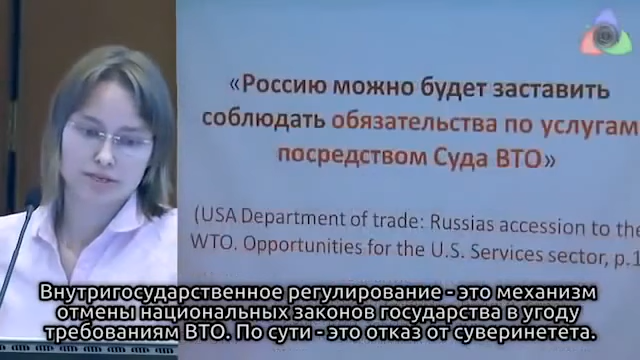 «Россию можно будет заставить
соблюдать обязательства по услугам
посредством Суда ВТО»
(USA Department of trade: Russias accession to the
WTO. Opportunities for the U.S. Services sector, p.1
Внутригосударственное регулирование - это механизм
отмены национальных законов государства в угоду
требованиям ВТО. По сути - это отказ от суверинетета.